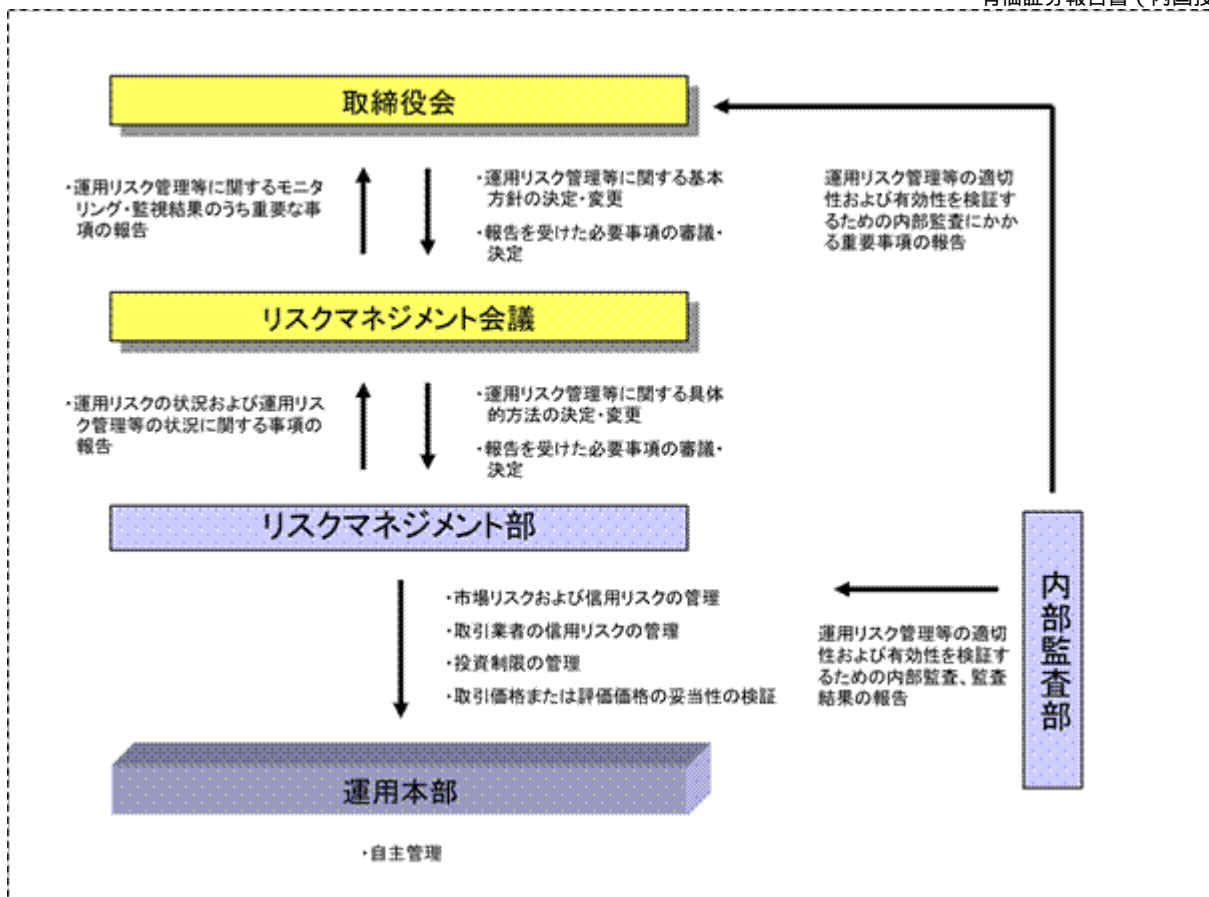 有価証券報告書(内国投
取締役会
・運用リスク管理等に関するモニ
タリング・監視結果のうち重要な事
項の報告
・運用リスク管理等に関する基本
方針の決定・変更
・報告を受けた必要事項の審議・
決定
運用リスク管理等の適切
性および有効性を検証す
るための内部監査にかか
る重要事項の報告
リスクマネジメント会議
・運用リスクの状況および運用リス
ク管理等の状況に関する事項の
報告
・運用リスク管理等に関する具体
的方法の決定・変更
・報告を受けた必要事項の審議・
決定
リスクマネジメント部
・市場リスクおよび信用リスクの管理
・取引業者の信用リスクの管理
・投資制限の管理
・取引価格または評価価格の妥当性の検証
運用リスク管理等の適切
性および有効性を検証す
るための内部監査、監査
結果の報告
内部監査部
運用本部
・自主管理